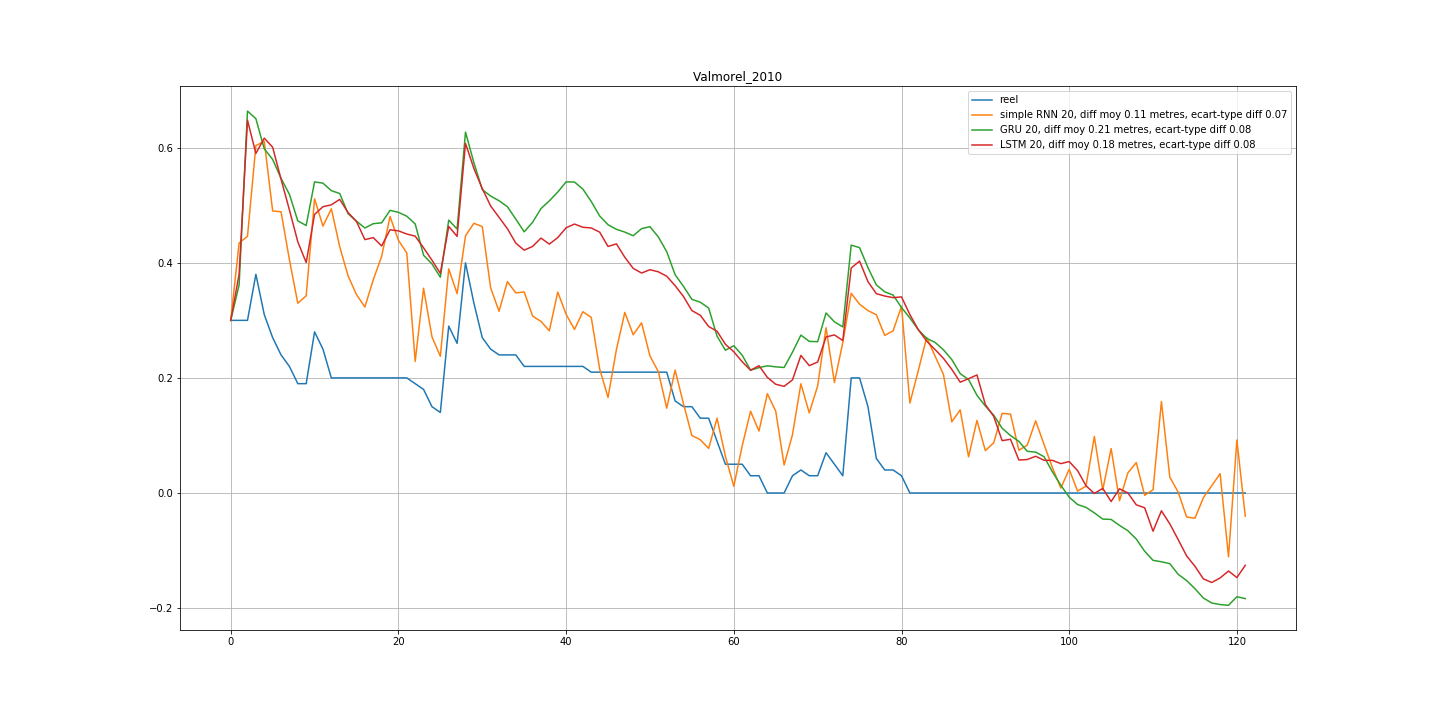 Valmorel_2010
reel
simple RNN 20, diff moy 0.11 metres, ecart-type diff 0.07
GRU 20, diff moy 0.21 metres, ecart-type diff 0.08
LSTM 20, diff moy 0.18 metres, ecart-type diff 0.08
0.6
0.4
0.2
0.0
−0.2
0 20 40 60 80 100 120